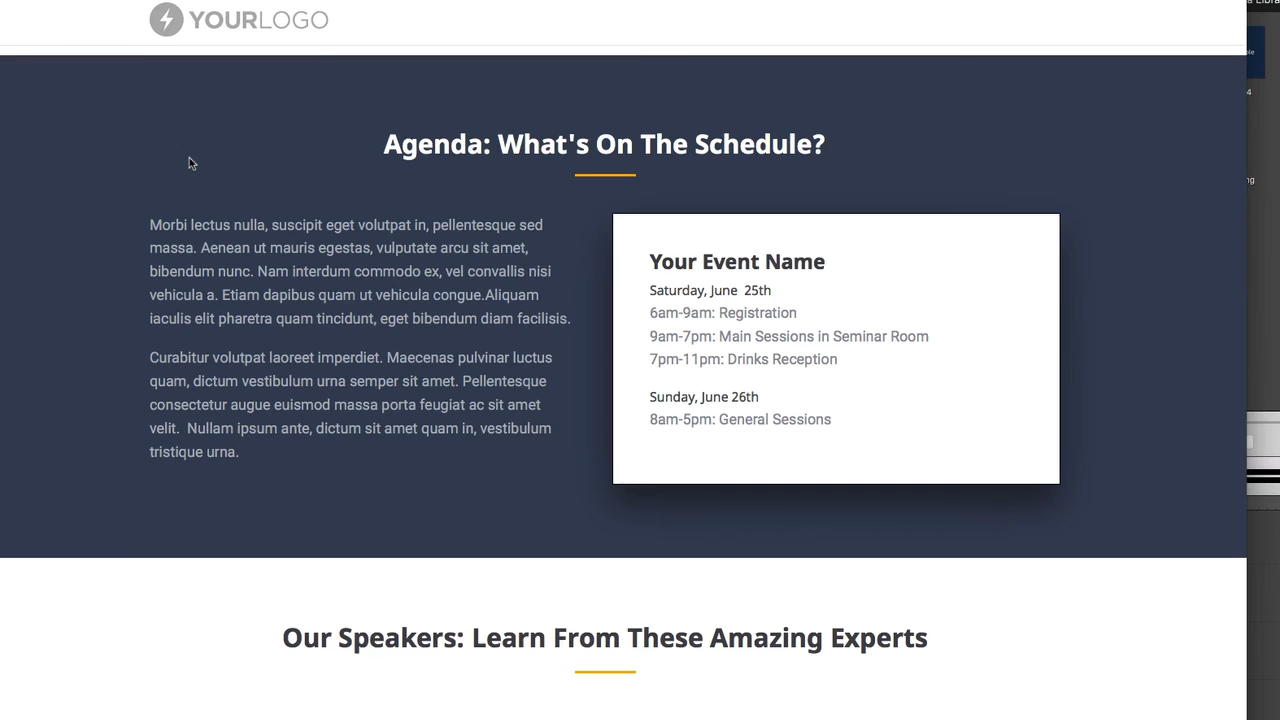 YOURLOGO
Agenda: What's On The Schedule?
Morbi lectus nulla, suscipit eget volutpat in, pellentesque sed
massa. Aenean ut mauris egestas, vulputate arcu sit amet,
bibendum nunc. Nam interdum commodo ex, vel convallis nisi
vehicula a. Etiam dapibus quam ut vehicula congue.Aliquam
iaculis elit pharetra quam tincidunt, eget bibendum diam facilisis.
Curabitur volutpat laoreet imperdiet. Maecenas pulvinar luctus
quam, dictum vestibulum urna semper sit amet. Pellentesque
consectetur augue euismod massa porta feugiat ac sit amet
velit.  Nullam ipsum ante, dictum sit amet quam in, vestibulum
tristique urna.
Your Event Name
Saturday, June  25th
6am-9am: Registration
9am-7pm: Main Sessions in Seminar Room
7pm-11pm: Drinks Reception
Sunday, June 26th
8am-5pm: General Sessions
Our Speakers: Learn From These Amazing Experts
4